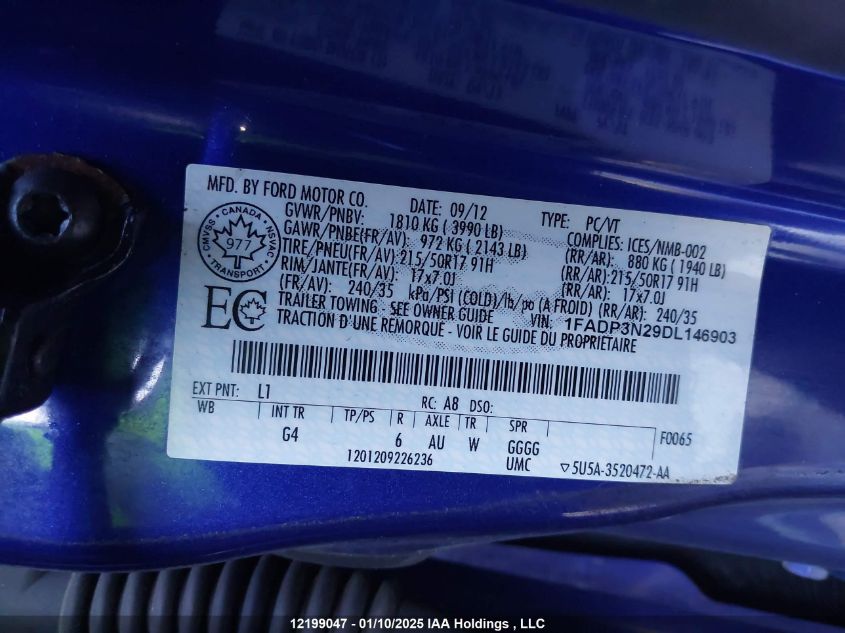 MFD. BY FORD MOTOR CO. DATE: 09/12 TYPE: PC/VT
GVWR/PNBV: 1810 KG ( 3990 LB) COMPLIES: ICES/NMB-002
GAWR/PNBE(FR/AV): 972 KG ( 2143 LB) (RR/AR): 880 KG ( 1940 LB)
TIRE/PNEU(FR/AV): 215/50R17 91H (RR/AR): 215/50R17 91H
RIM/JANTE(FR/AV): 17x7.0J (RR/AR): 17x7.0J
(FR/AV): 240/35 kPa/PSI (COLD)/lb/po (A FROID) (RR/AR): 240/35
TRAILER TOWING - SEE OWNER GUIDE VIN: 1FADP3N29DL146903
TRACTION D'UNE REMORQUE - VOIR LE GUIDE DU PROPRIÉTAIRE
CMVSS • CANADA • NSVAC
977
TRANSPORT
EC
EXT PNT: L1 RC: A8 DSO:
WB INT TR TP/PS R AXLE TR SPR F0065
G4 6 AU W GGGG
1201209226236 UMC ▽5U5A-3520472-AA
12199047 - 01/10/2025 IAA Holdings , LLC